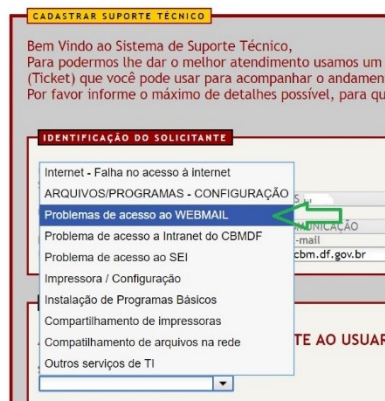 CADASTRAR SUPORTE TÉCNICO
Bem Vindo ao Sistema de Suporte Técnico,
Para podermos lhe dar o melhor atendimento usamos um
(Ticket) que você pode usar para acompanhar o andamen
Por favor informe o máximo de detalhes possível, para qu
IDENTIFICAÇÃO DO SOLICITANTE
Internet - Falha no acesso à internet
ARQUIVOS/PROGRAMAS - CONFIGURAÇÃO
Problemas de acesso ao WEBMAIL
MUNICAÇÃO
Problema de acesso a Intranet do CBMDF
-mail
Problema de acesso ao SEI
cbm.df.gov.br
Impressora / Configuração
Instalação de Programas Básicos
Compartilhamento de impressoras
Compatilhamento de arquivos na rede
TE AO USUAR
Outros serviços de TI